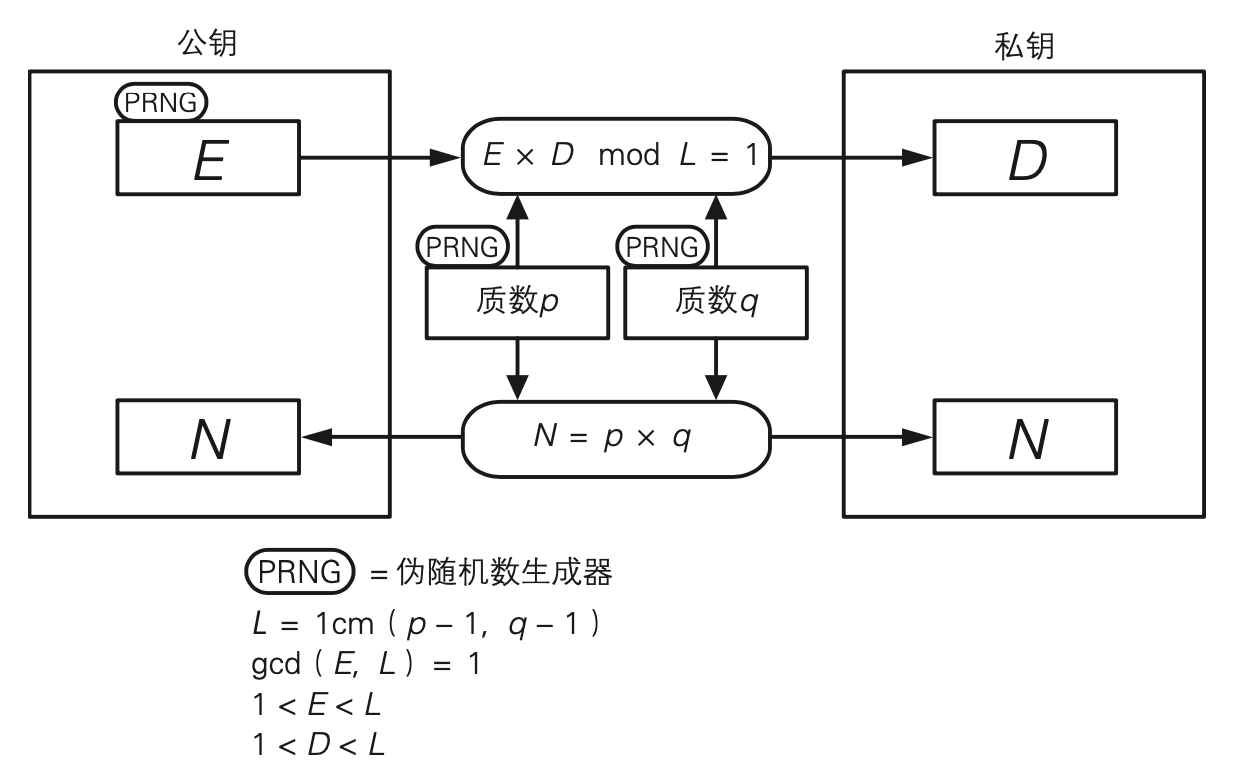 公钥 私钥
PRNG
E E × D mod L = 1 D
PRNG PRNG
质数p 质数q
N N = p × q N
PRNG = 伪随机数生成器
L = 1cm ( p − 1, q − 1 )
gcd ( E, L ) = 1
1 < E < L
1 < D < L